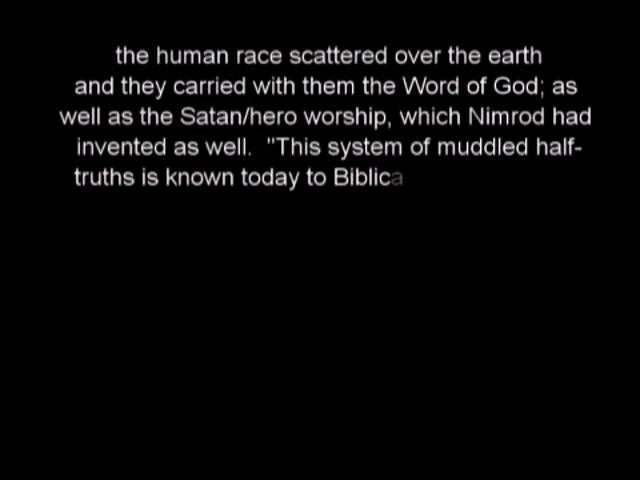 the human race scattered over the earth
and they carried with them the Word of God; as
well as the Satan/hero worship, which Nimrod had
invented as well.  "This system of muddled half-
truths is known today to Biblica